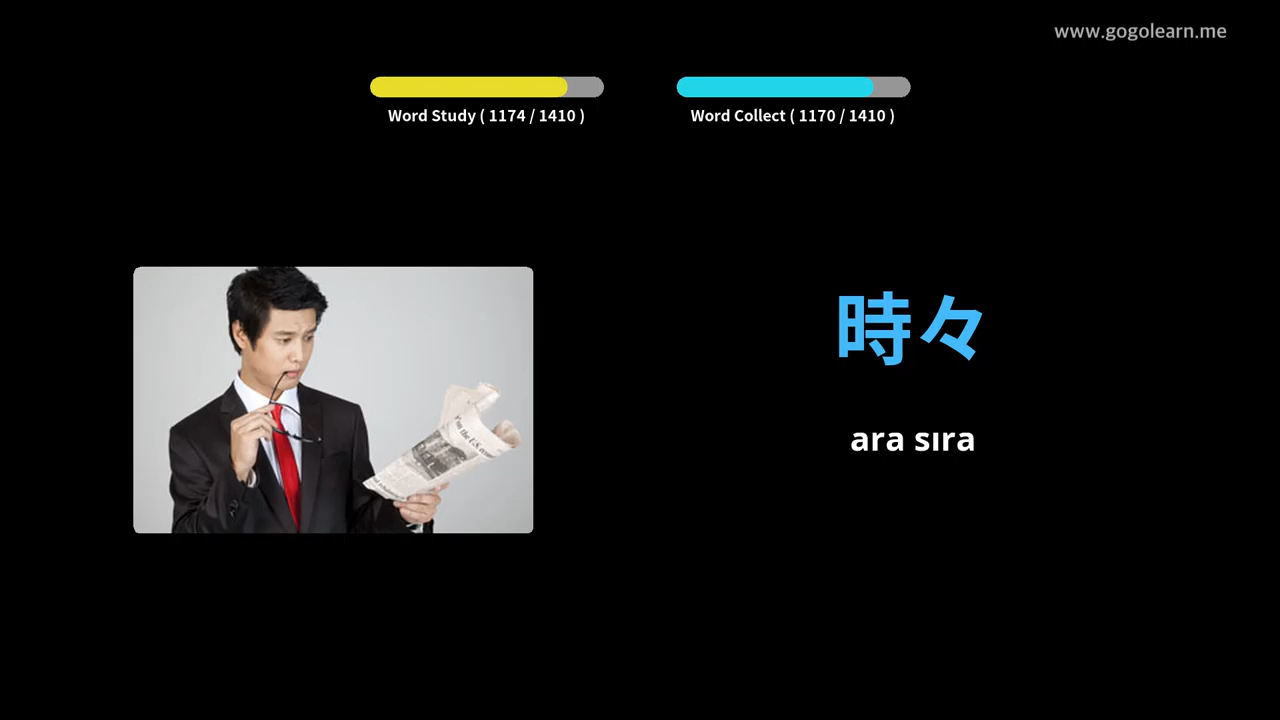 www.gogolearn.me
Word Study ( 1174 / 1410 )
Word Collect ( 1170 / 1410 )
時々
ara sıra